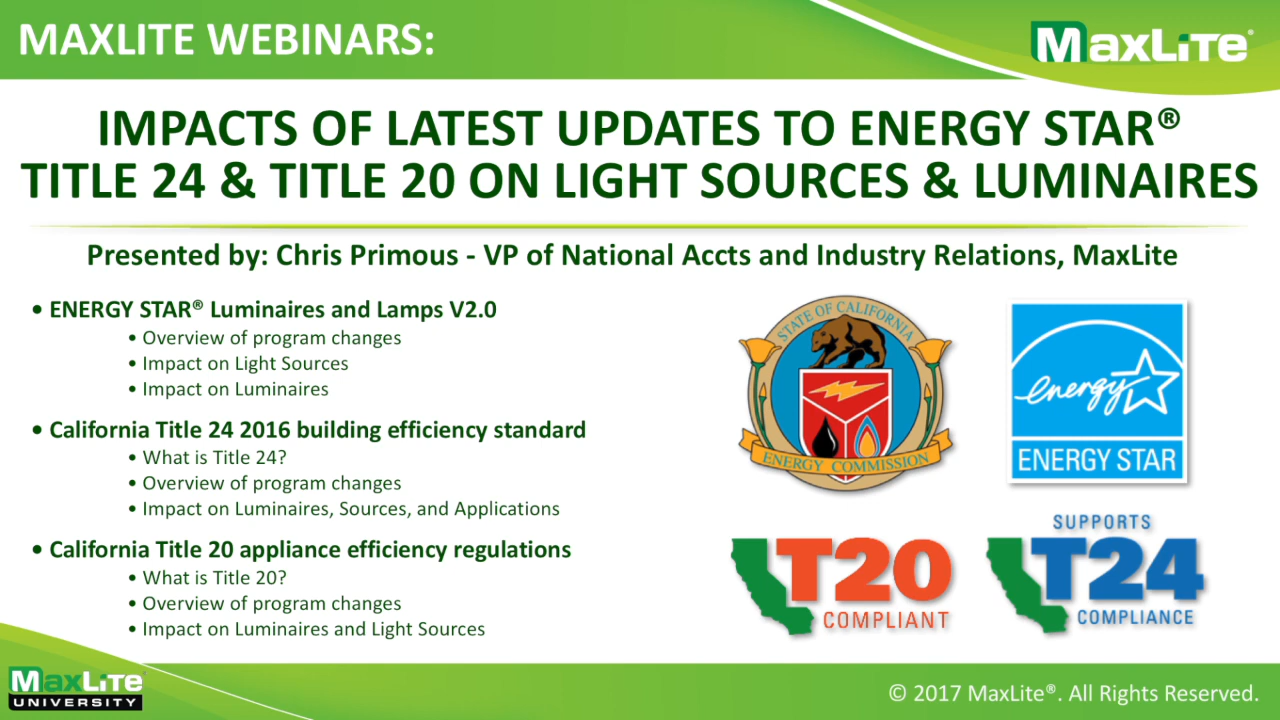 MAXLITE WEBINARS:
MAXLITE®
IMPACTS OF LATEST UPDATES TO ENERGY STAR®
TITLE 24 & TITLE 20 ON LIGHT SOURCES & LUMINAIRES
Presented by: Chris Primous - VP of National Accts and Industry Relations, MaxLite
• ENERGY STAR® Luminaires and Lamps V2.0
• Overview of program changes
• Impact on Light Sources
• Impact on Luminaires
• California Title 24 2016 building efficiency standard
• What is Title 24?
• Overview of program changes
• Impact on Luminaires, Sources, and Applications
• California Title 20 appliance efficiency regulations
• What is Title 20?
• Overview of program changes
• Impact on Luminaires and Light Sources
STATE OF CALIFORNIA
ENERGY COMMISSION
energy
ENERGY STAR
T20
COMPLIANT
SUPPORTS
T24
COMPLIANCE
MAXLITE
UNIVERSITY
© 2017 MaxLite®. All Rights Reserved.